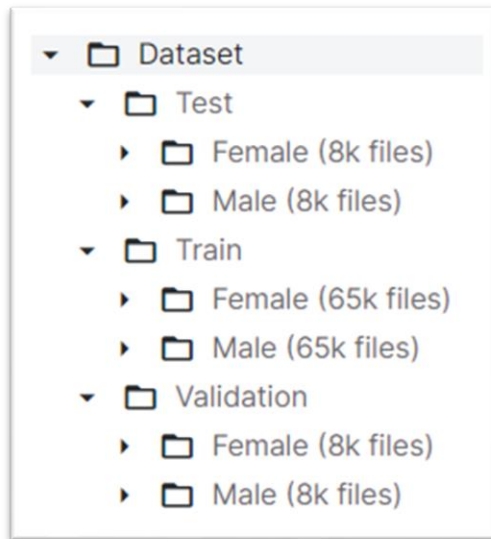 Dataset
Test
Female (8k files)
Male (8k files)
Train
Female (65k files)
Male (65k files)
Validation
Female (8k files)
Male (8k files)